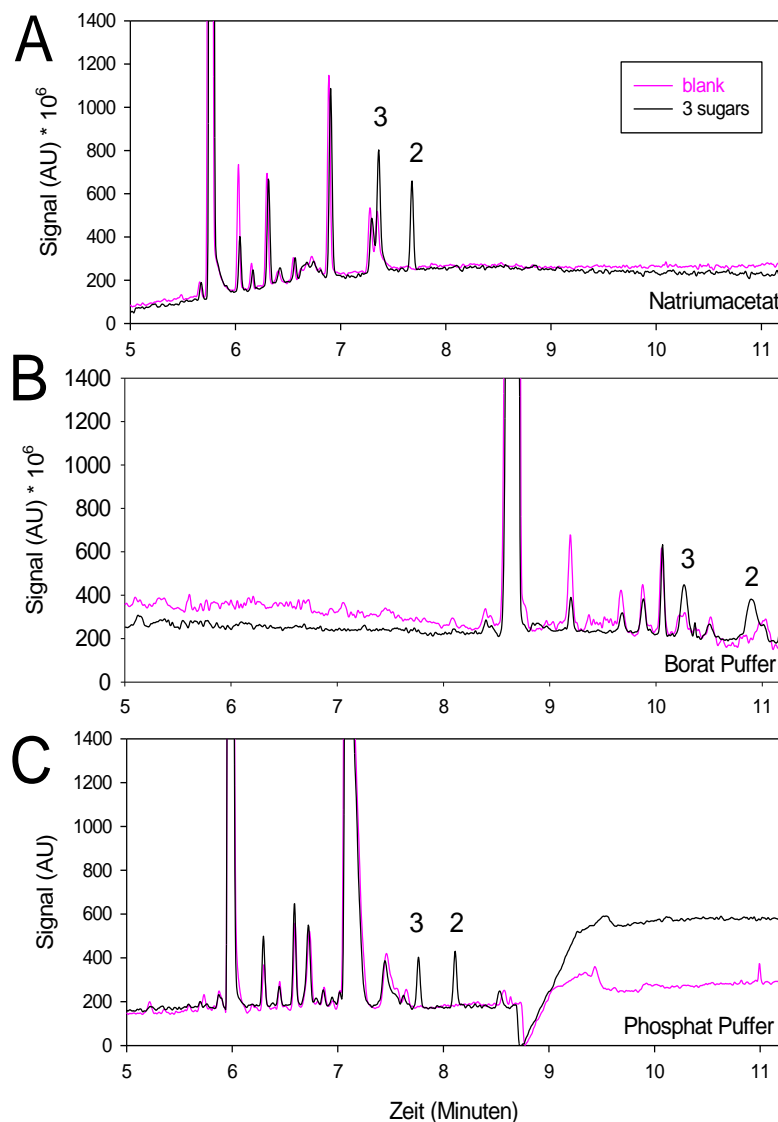 A
1400
1200
1000
800
600
400
200
0
Signal (AU) * 10⁶
blank
3 sugars
3
2
Natriumacetat
5 6 7 8 9 10 11
B
1400
1200
1000
800
600
400
200
0
Signal (AU) * 10⁶
3
2
Borat Puffer
5 6 7 8 9 10 11
C
1400
1200
1000
800
600
400
200
0
Signal (AU)
3 2
Phosphat Puffer
5 6 7 8 9 10 11
Zeit (Minuten)